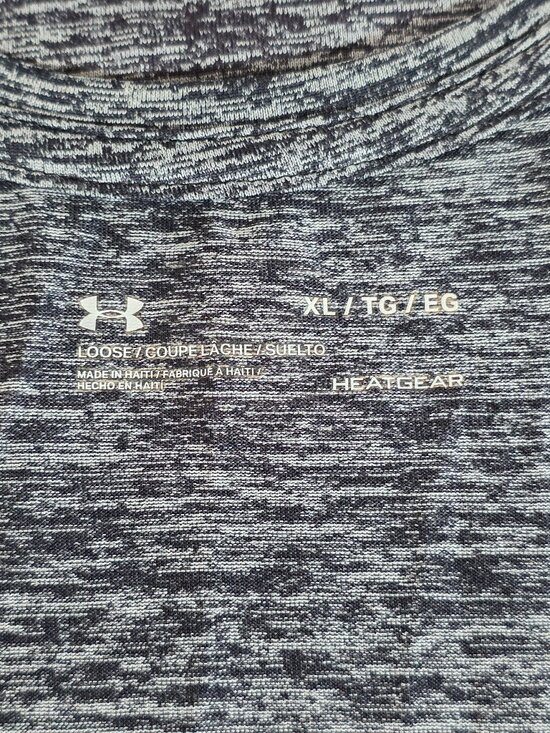 XL / TG / EG
LOOSE / COUPE LÂCHE / SUELTO
MADE IN HAITI / FABRIQUÉ À HAITI /
HECHO EN HAITI
HEATGEAR